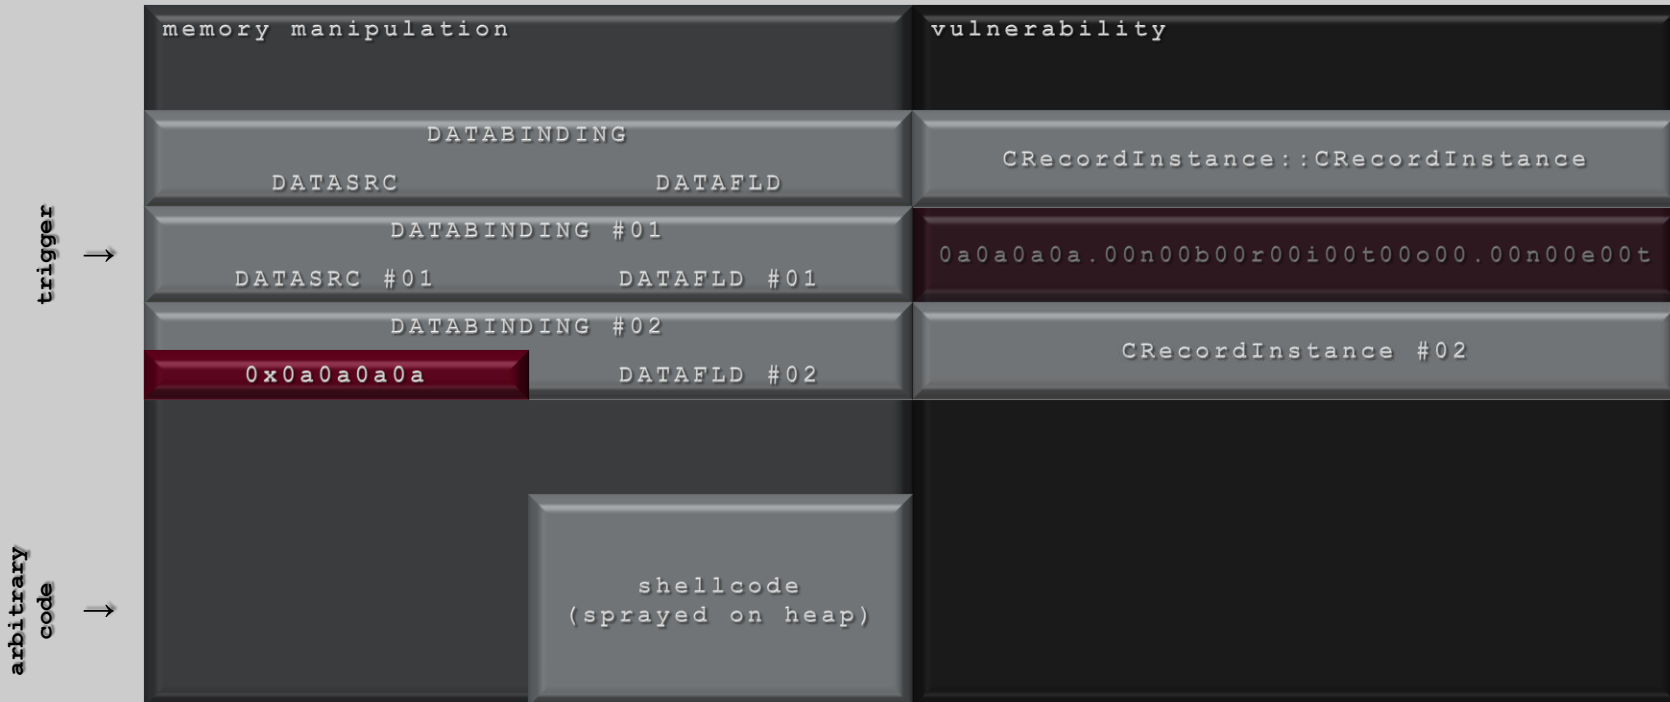 memory manipulation
vulnerability
DATABINDING
DATASRC DATAFLD
CRecordInstance::CRecordInstance
trigger
→
DATABINDING #01
DATASRC #01 DATAFLD #01
0a0a0a0a.00n00b00r00i00t00o00.00n00e00t
DATABINDING #02
0x0a0a0a0a DATAFLD #02
CRecordInstance #02
arbitrary
code
→
shellcode
(sprayed on heap)